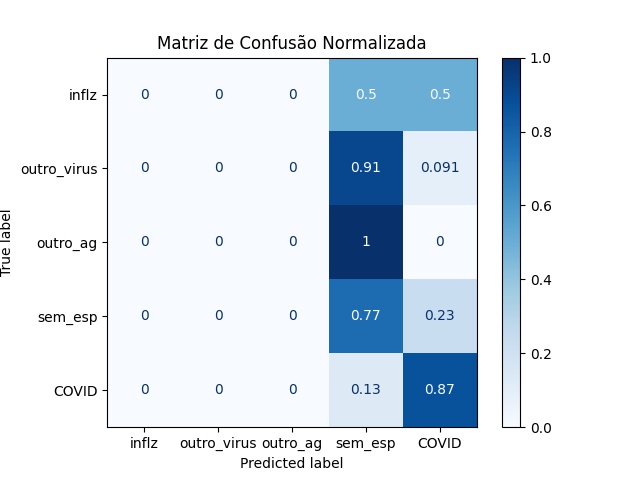 Matriz de Confusão Normalizada
True label
inflz 0 0 0 0.5 0.5
outro_virus 0 0 0 0.91 0.091
outro_ag 0 0 0 1 0
sem_esp 0 0 0 0.77 0.23
COVID 0 0 0 0.13 0.87
inflz outro_virus outro_ag sem_esp COVID
Predicted label
1.0
0.8
0.6
0.4
0.2
0.0